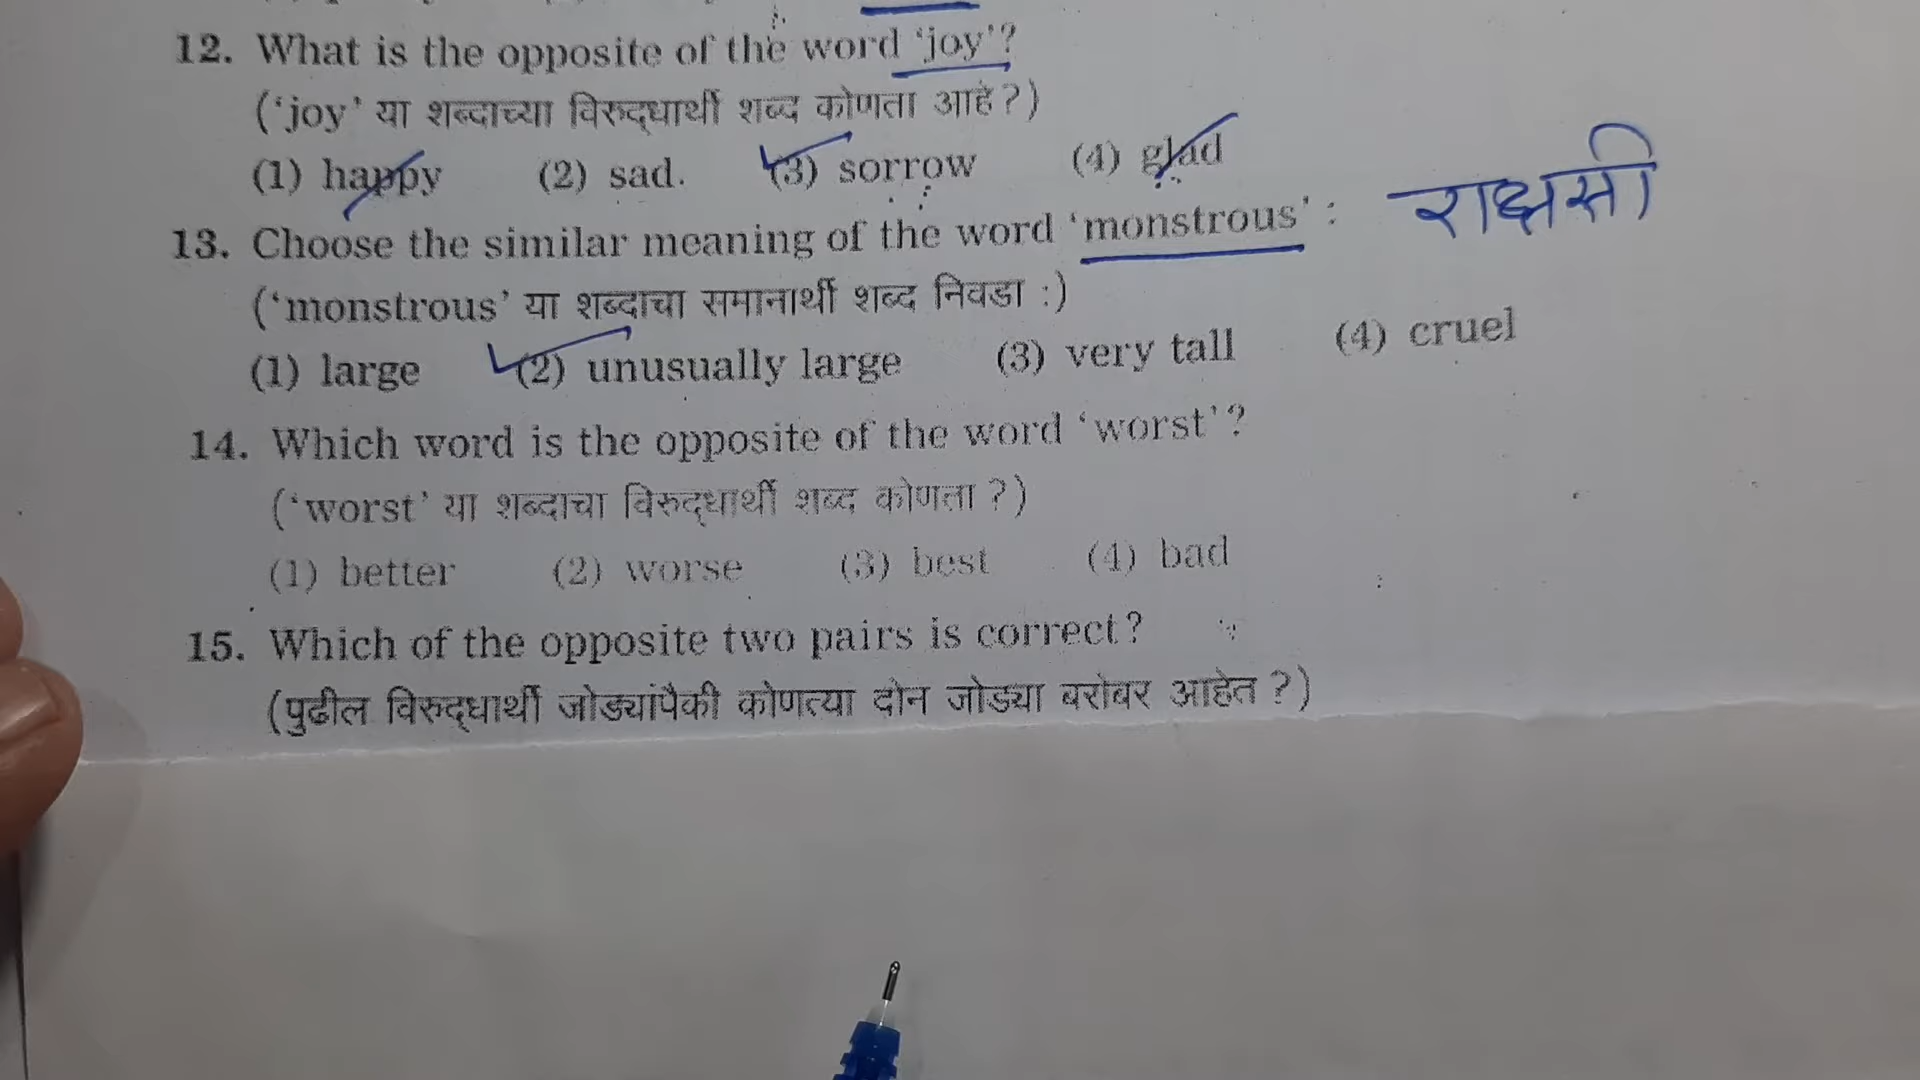 12. What is the opposite of the word ‘joy’?
(‘joy’ या शब्दाच्या विरुद्धार्थी शब्द कोणता आहे?)
(1) happy (2) sad. (3) sorrow (4) glad
13. Choose the similar meaning of the word ‘monstrous’ : राक्षसी
(‘monstrous’ या शब्दाचा समानार्थी शब्द निवडा :)
(1) large (2) unusually large (3) very tall (4) cruel
14. Which word is the opposite of the word ‘worst’?
(‘worst’ या शब्दाचा विरुद्धार्थी शब्द कोणता ?)
(1) better (2) worse (3) best (4) bad
15. Which of the opposite two pairs is correct?
(पुढील विरुद्धार्थी जोड्यांपैकी कोणत्या दोन जोड्या बरोबर आहेत ?)